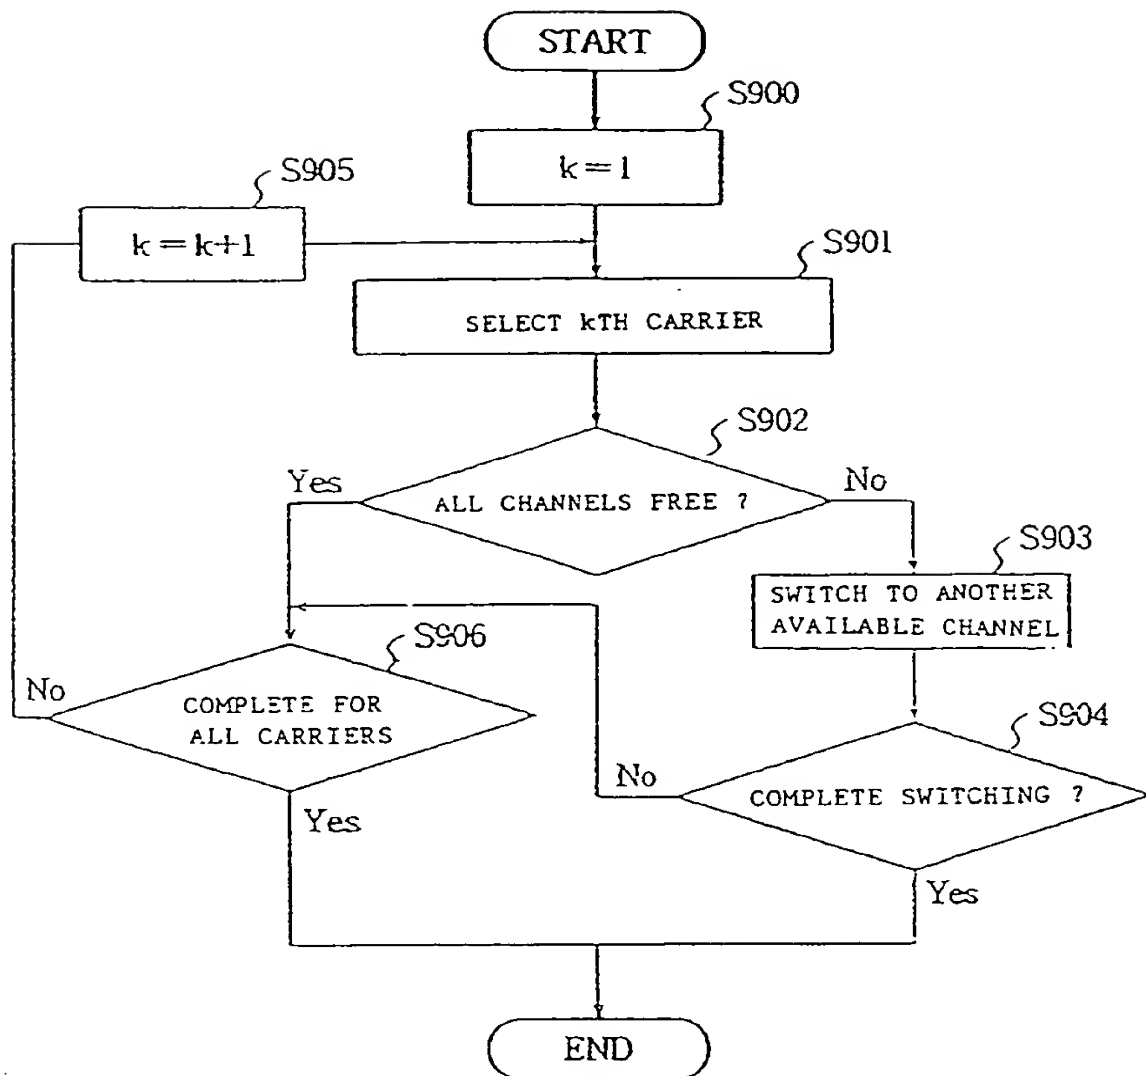 START
S900
k=1
S905
k=k+1
S901
SELECT kTH CARRIER
S902
Yes
ALL CHANNELS FREE ?
No
S903
SWITCH TO ANOTHER
AVAILABLE CHANNEL
S906
No
COMPLETE FOR
ALL CARRIERS
S904
No
COMPLETE SWITCHING ?
Yes
Yes
END